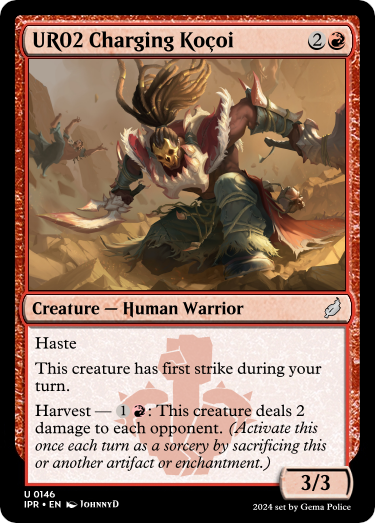 UR02 Charging Koçoi 2
Creature — Human Warrior
Haste
This creature has first strike during your
turn.
Harvest — 1 : This creature deals 2
damage to each opponent. (Activate this
once each turn as a sorcery by sacrificing this
or another artifact or enchantment.)
3/3
U 0146
IPR • EN JohnnyD
2024 set by Gema Police